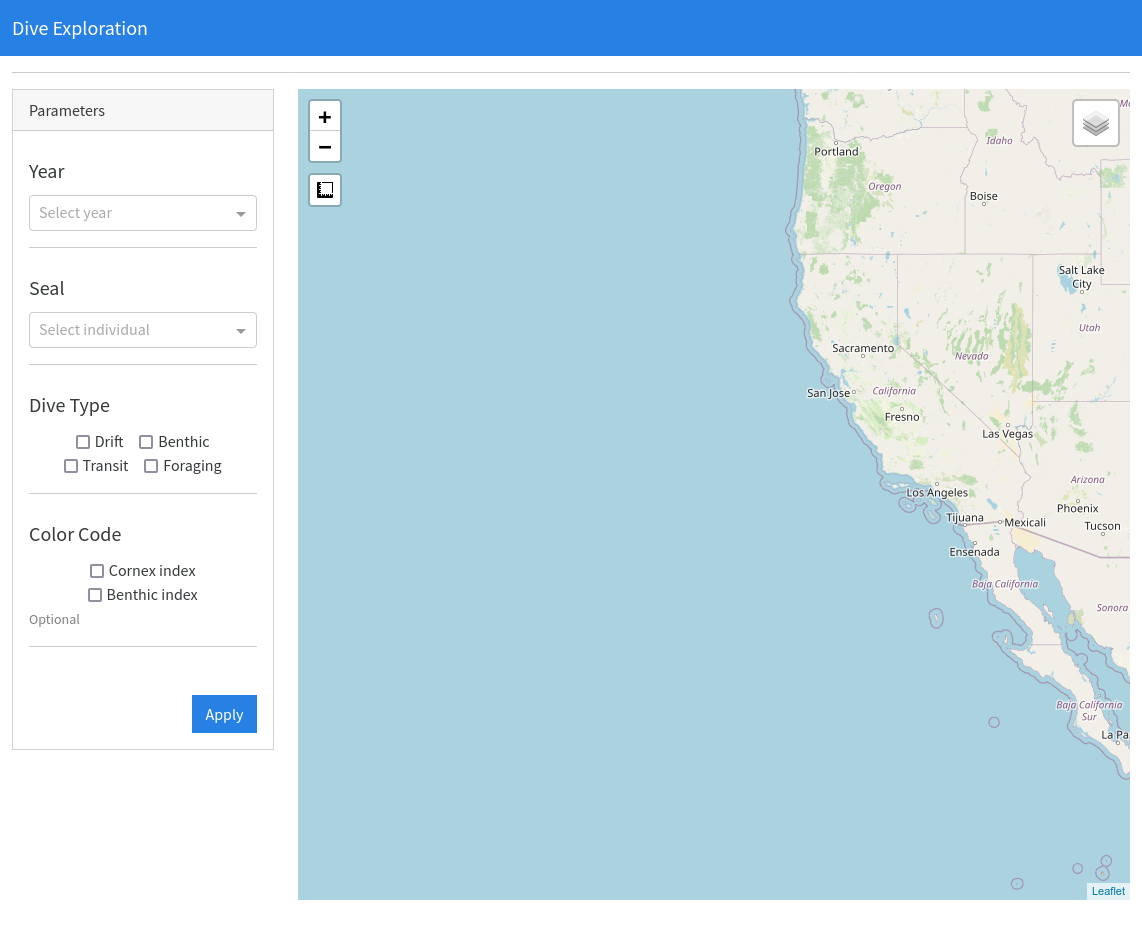 Dive Exploration
Parameters
Year
Select year
Seal
Select individual
Dive Type
Drift Benthic
Transit Foraging
Color Code
Cornex index
Benthic index
Optional
Apply
+
−
Portland
Idaho
Oregon
Boise
Salt Lake
City
Utah
Sacramento
Nevada
San Jose
California
Fresno
Las Vegas
Arizona
Los Angeles
Phoenix
Tijuana
Mexicali
Tucson
Ensenada
Baja California
Sonora
Baja California
Sur
La Pa
Leaflet